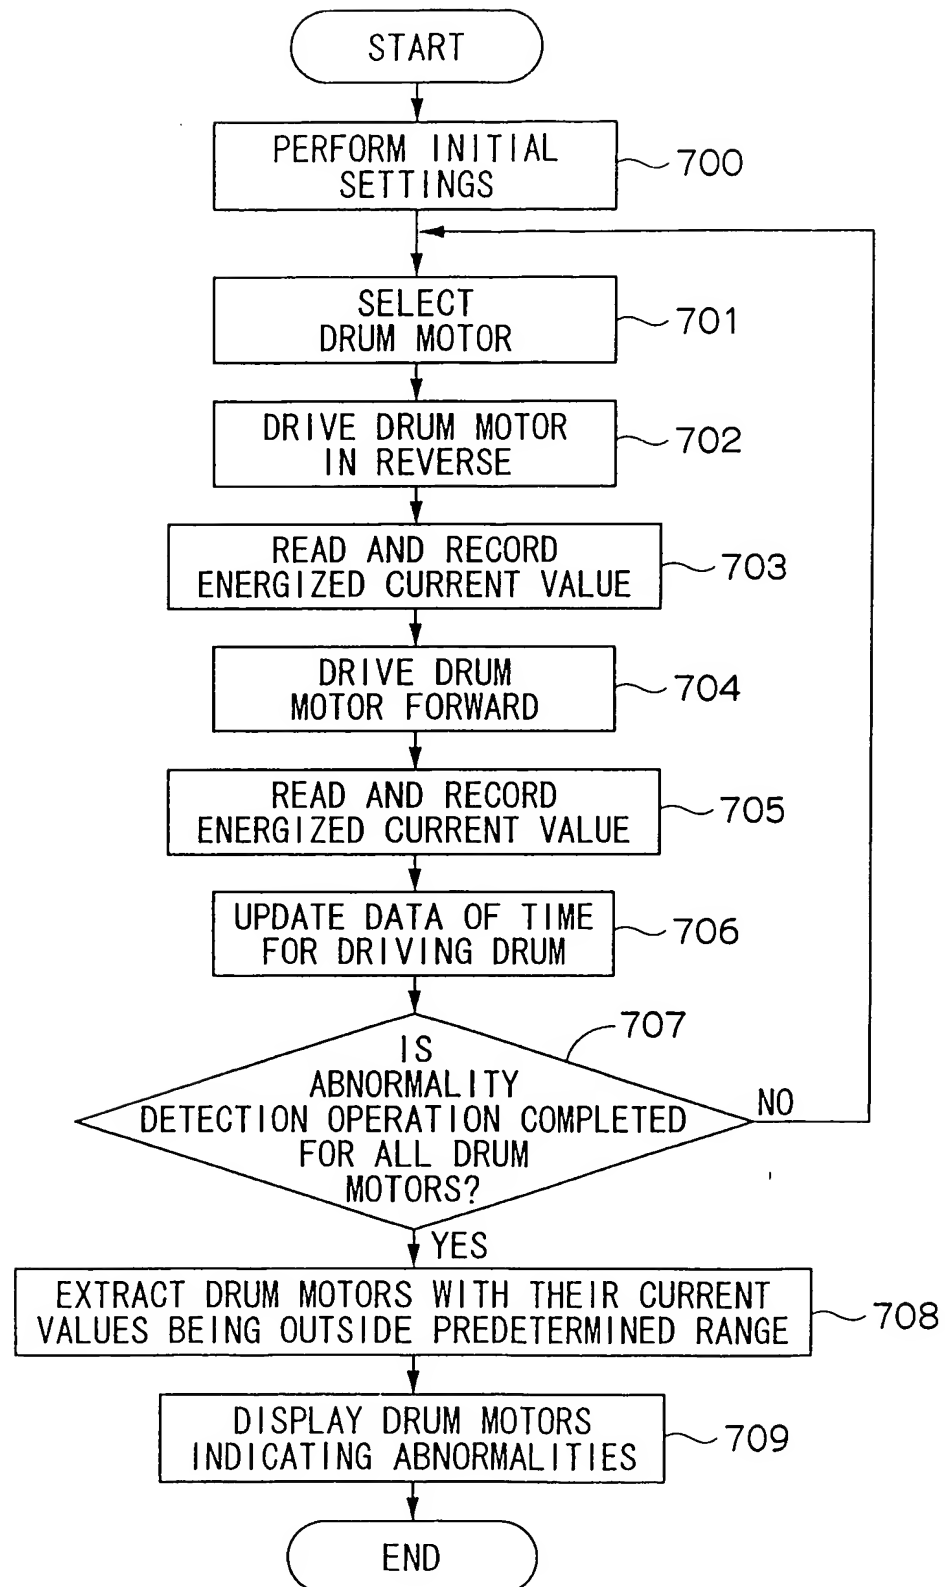 START
PERFORM INITIAL
SETTINGS
700
SELECT
DRUM MOTOR
701
DRIVE DRUM MOTOR
IN REVERSE
702
READ AND RECORD
ENERGIZED CURRENT VALUE
703
DRIVE DRUM
MOTOR FORWARD
704
READ AND RECORD
ENERGIZED CURRENT VALUE
705
UPDATE DATA OF TIME
FOR DRIVING DRUM
706
707
IS
ABNORMALITY
DETECTION OPERATION COMPLETED
FOR ALL DRUM
MOTORS?
NO
YES
EXTRACT DRUM MOTORS WITH THEIR CURRENT
VALUES BEING OUTSIDE PREDETERMINED RANGE
708
DISPLAY DRUM MOTORS
INDICATING ABNORMALITIES
709
END